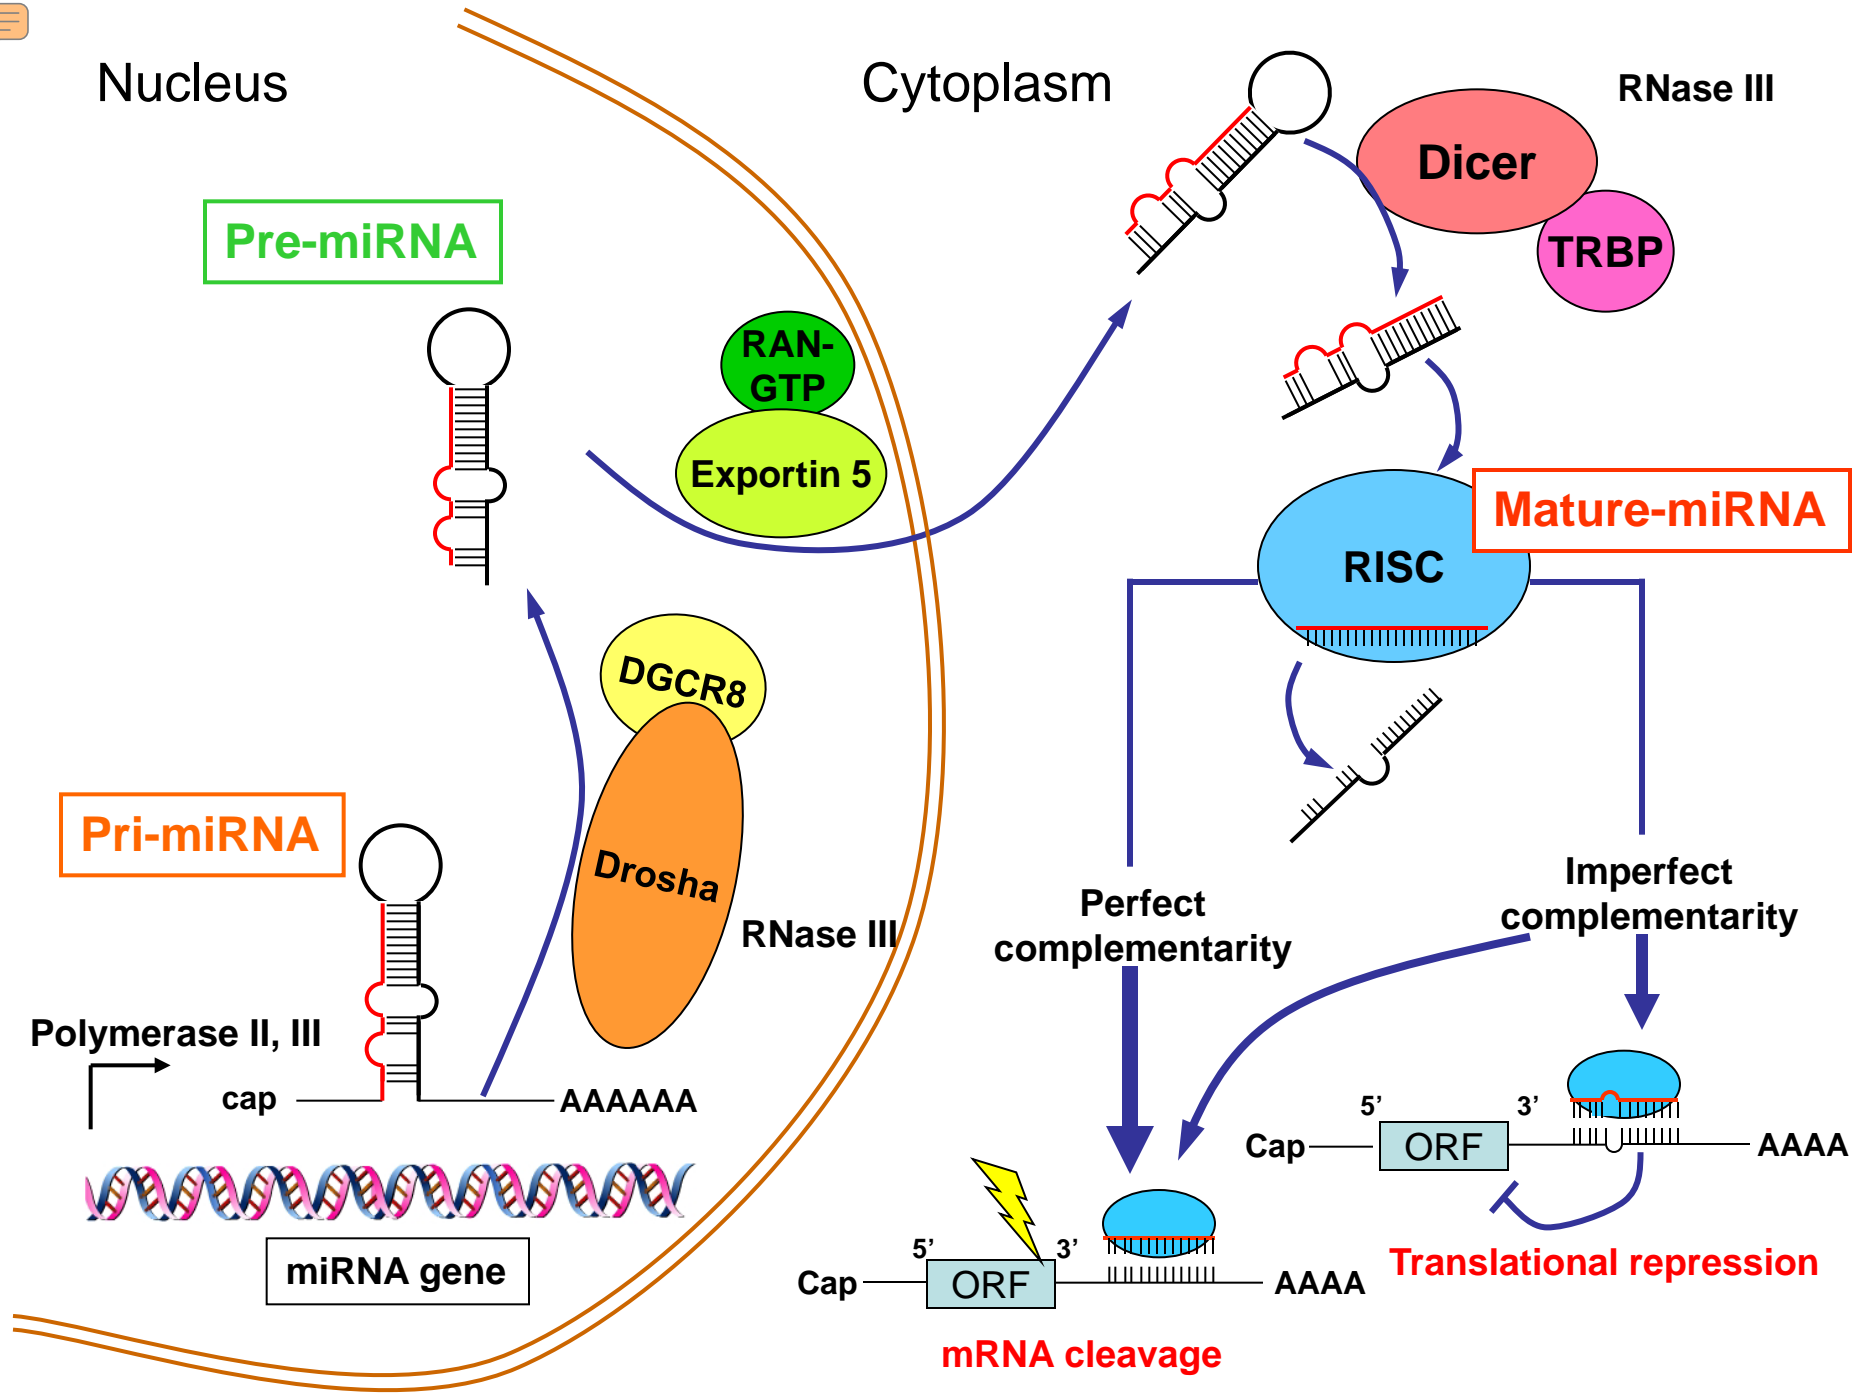 Nucleus
Cytoplasm
RNase III
Dicer
TRBP
Pre-miRNA
RAN-
GTP
Exportin 5
Mature-miRNA
RISC
DGCR8
Drosha
RNase III
Pri-miRNA
Polymerase II, III
cap
AAAAAA
miRNA gene
Perfect
complementarity
Imperfect
complementarity
5’
3’
Cap
ORF
AAAA
Translational repression
5’
3’
Cap
ORF
AAAA
mRNA cleavage